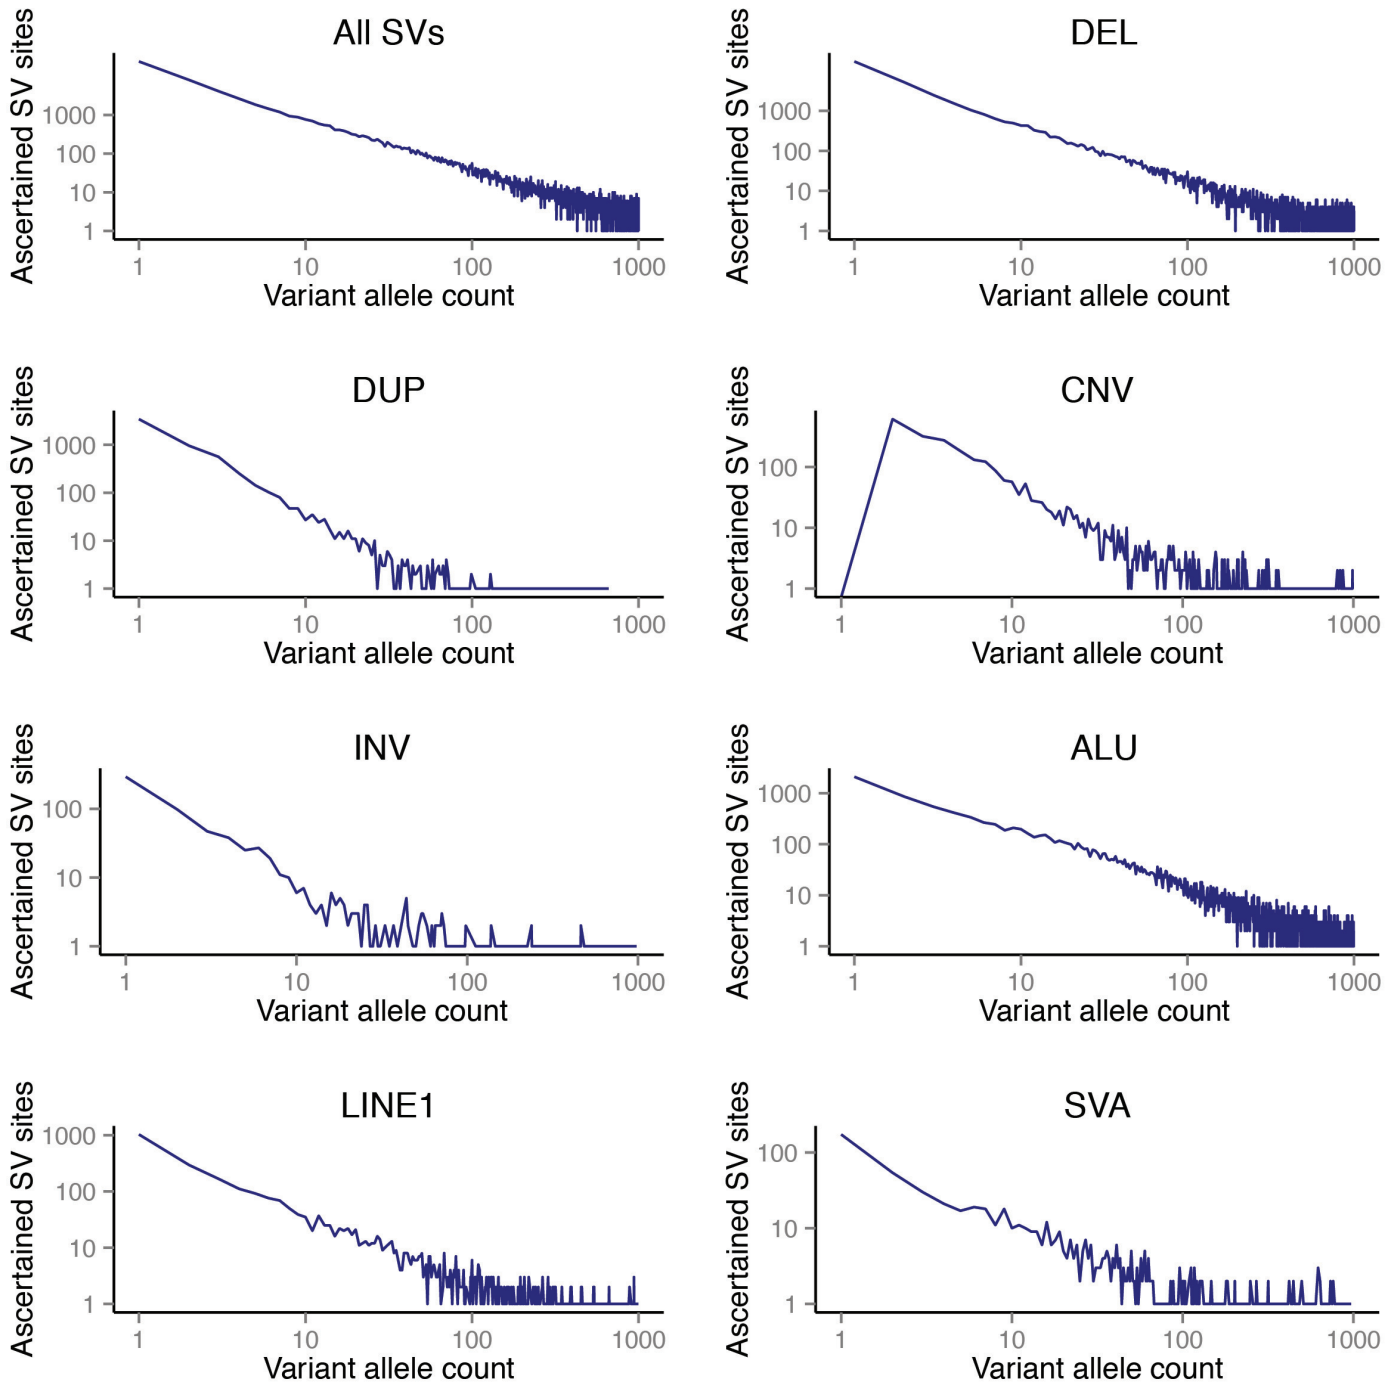 All SVs
Ascertained SV sites
1000
100
10
1
1 10 100 1000
Variant allele count
DEL
Ascertained SV sites
1000
100
10
1
1 10 100 1000
Variant allele count
DUP
Ascertained SV sites
1000
100
10
1
1 10 100 1000
Variant allele count
CNV
Ascertained SV sites
100
10
1
1 10 100 1000
Variant allele count
INV
Ascertained SV sites
100
10
1
1 10 100 1000
Variant allele count
ALU
Ascertained SV sites
1000
100
10
1
1 10 100 1000
Variant allele count
LINE1
Ascertained SV sites
1000
100
10
1
1 10 100 1000
Variant allele count
SVA
Ascertained SV sites
100
10
1
1 10 100 1000
Variant allele count